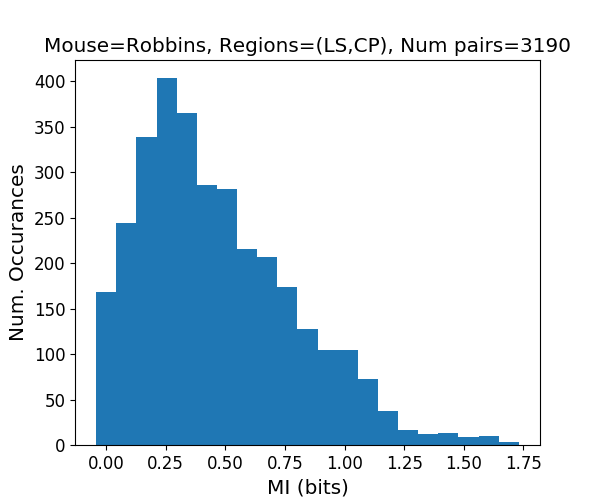 Mouse=Robbins, Regions=(LS,CP), Num pairs=3190
400
350
300
250
200
150
100
50
0
Num. Occurances
0.00 0.25 0.50 0.75 1.00 1.25 1.50 1.75
MI (bits)